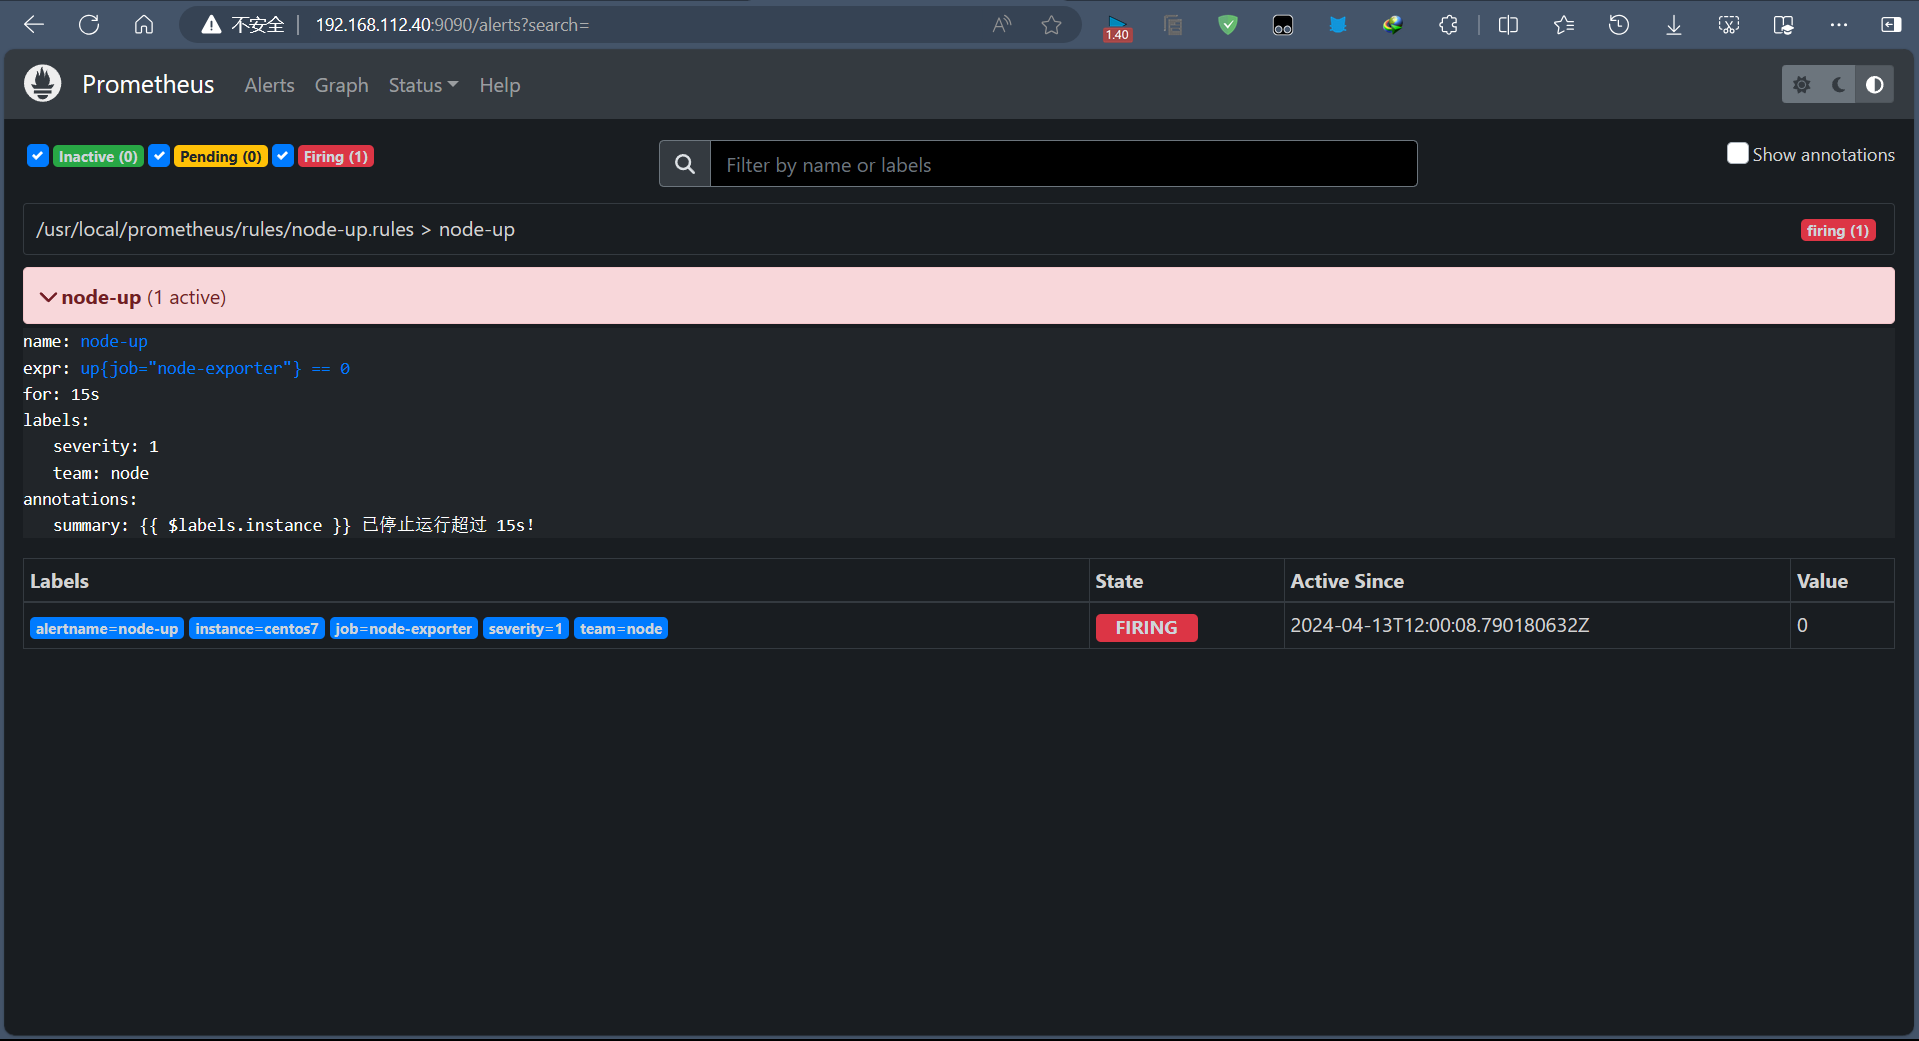 不安全 192.168.112.40:9090/alerts?search=
1.40
Prometheus Alerts Graph Status Help
Inactive (0) Pending (0) Firing (1) Filter by name or labels Show annotations
/usr/local/prometheus/rules/node-up.rules > node-up firing (1)
node-up (1 active)
name: node-up
expr: up{job="node-exporter"} == 0
for: 15s
labels:
severity: 1
team: node
annotations:
summary: {{ $labels.instance }} 已停止运行超过 15s!
Labels State Active Since Value
alertname=node-up instance=centos7 job=node-exporter severity=1 team=node FIRING 2024-04-13T12:00:08.790180632Z 0